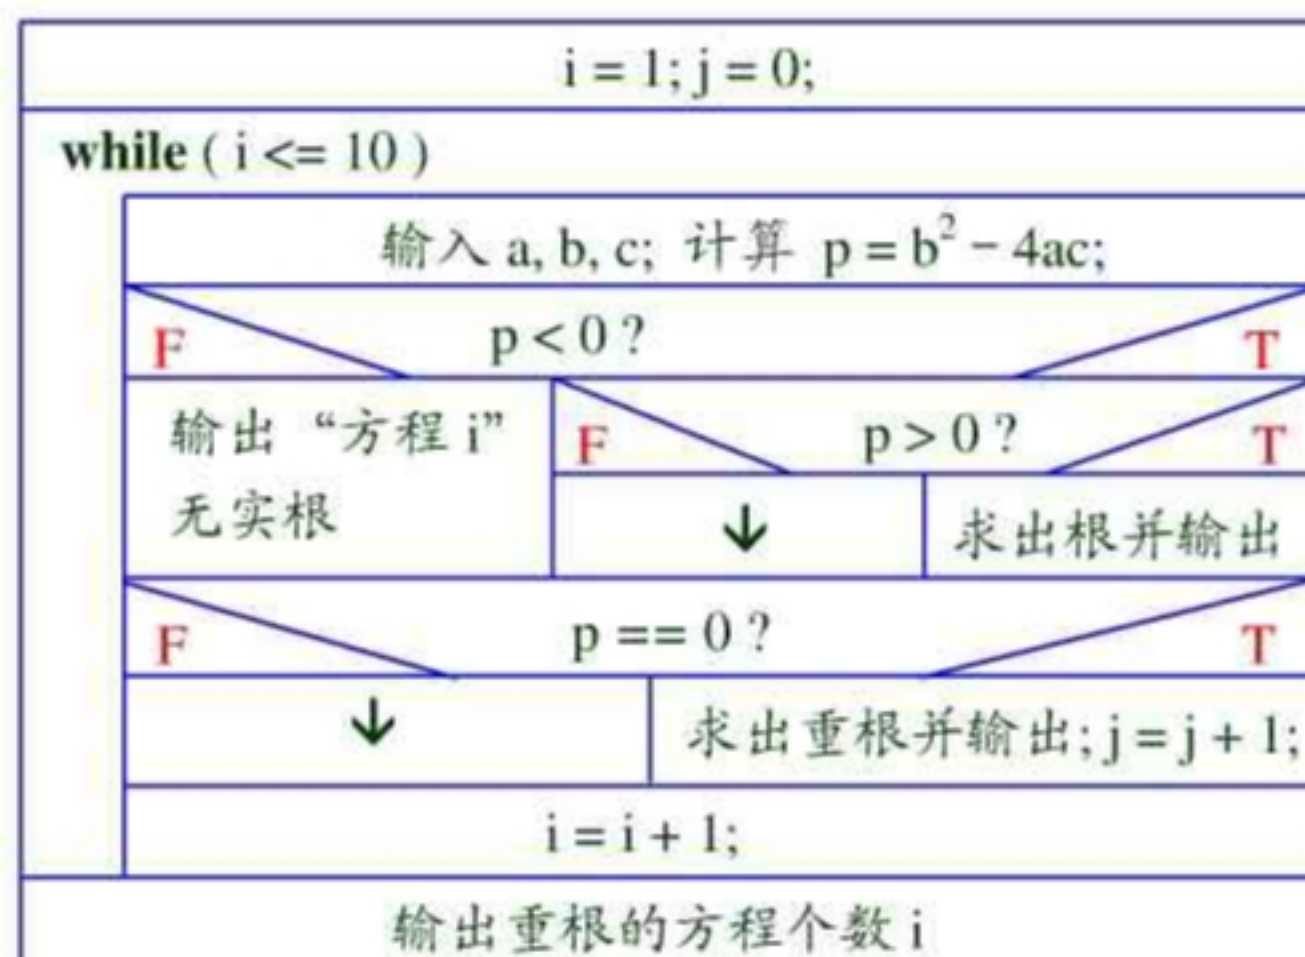 i = 1; j = 0;
while ( i <= 10 )
输入 a, b, c; 计算 p = b² − 4ac;
F p < 0 ? T
输出 “方程 i”
无实根
F p > 0 ? T
↓ 求出根并输出
F p == 0 ? T
↓ 求出重根并输出; j = j + 1;
i = i + 1;
输出重根的方程个数 i